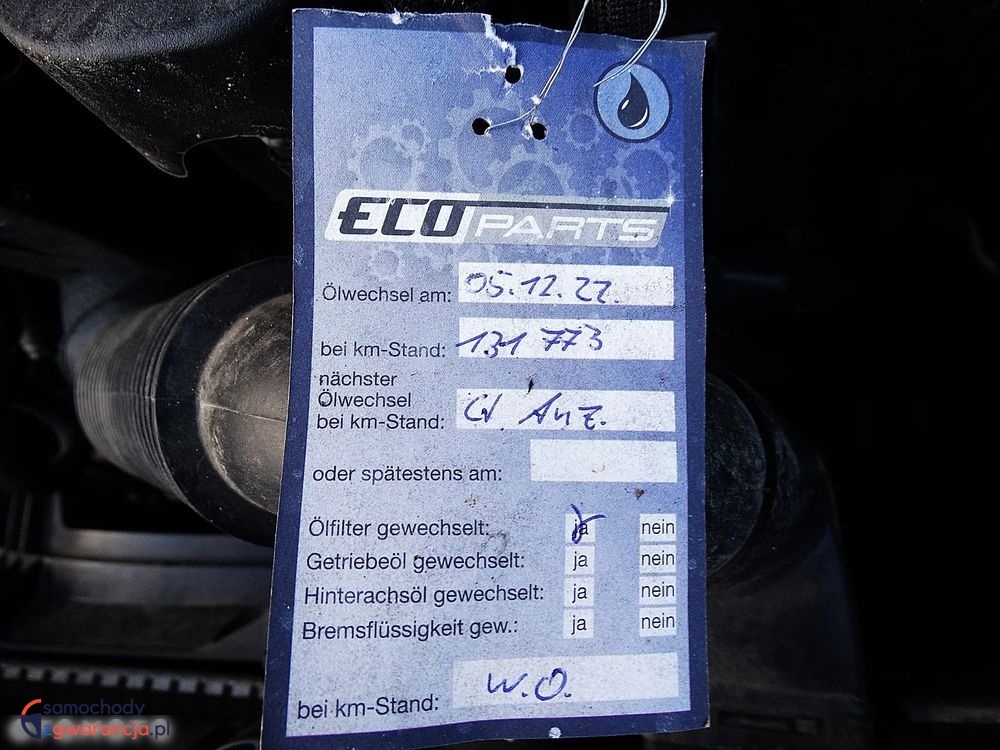 ECO PARTS
Ölwechsel am: 05.12.22.
bei km-Stand: 131 773
nächster
Ölwechsel
bei km-Stand: Anz.
oder spätestens am:
Ölfilter gewechselt: ja nein
Getriebeöl gewechselt: ja nein
Hinterachsöl gewechselt: ja nein
Bremsflüssigkeit gew.: ja nein
bei km-Stand: W.O.
samochody
zgwarancja.pl